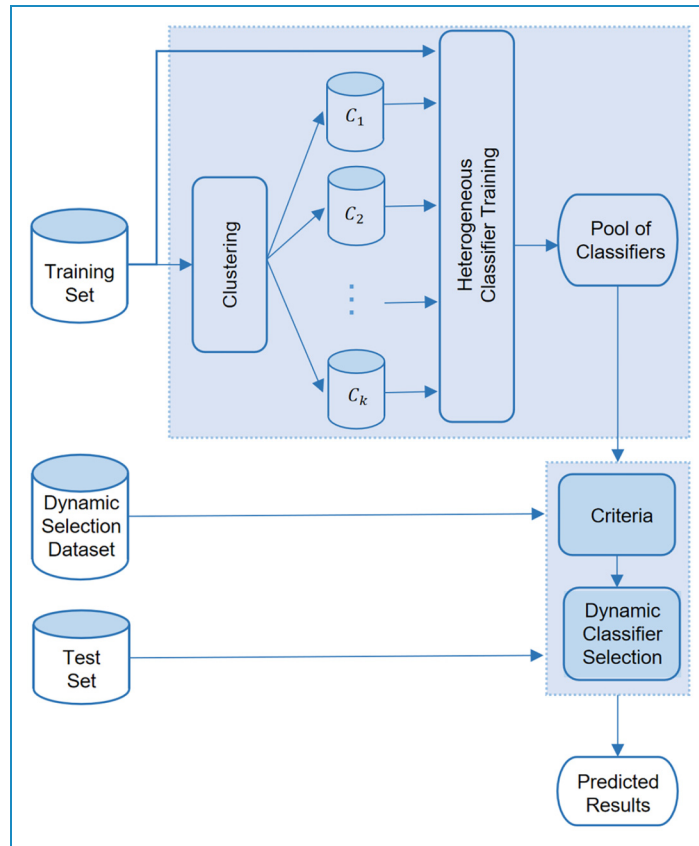 Training
Set
Clustering
C₁
C₂
⋮
Cₖ
Heterogeneous
Classifier Training
Pool of
Classifiers
Dynamic
Selection
Dataset
Criteria
Dynamic
Classifier
Selection
Test
Set
Predicted
Results